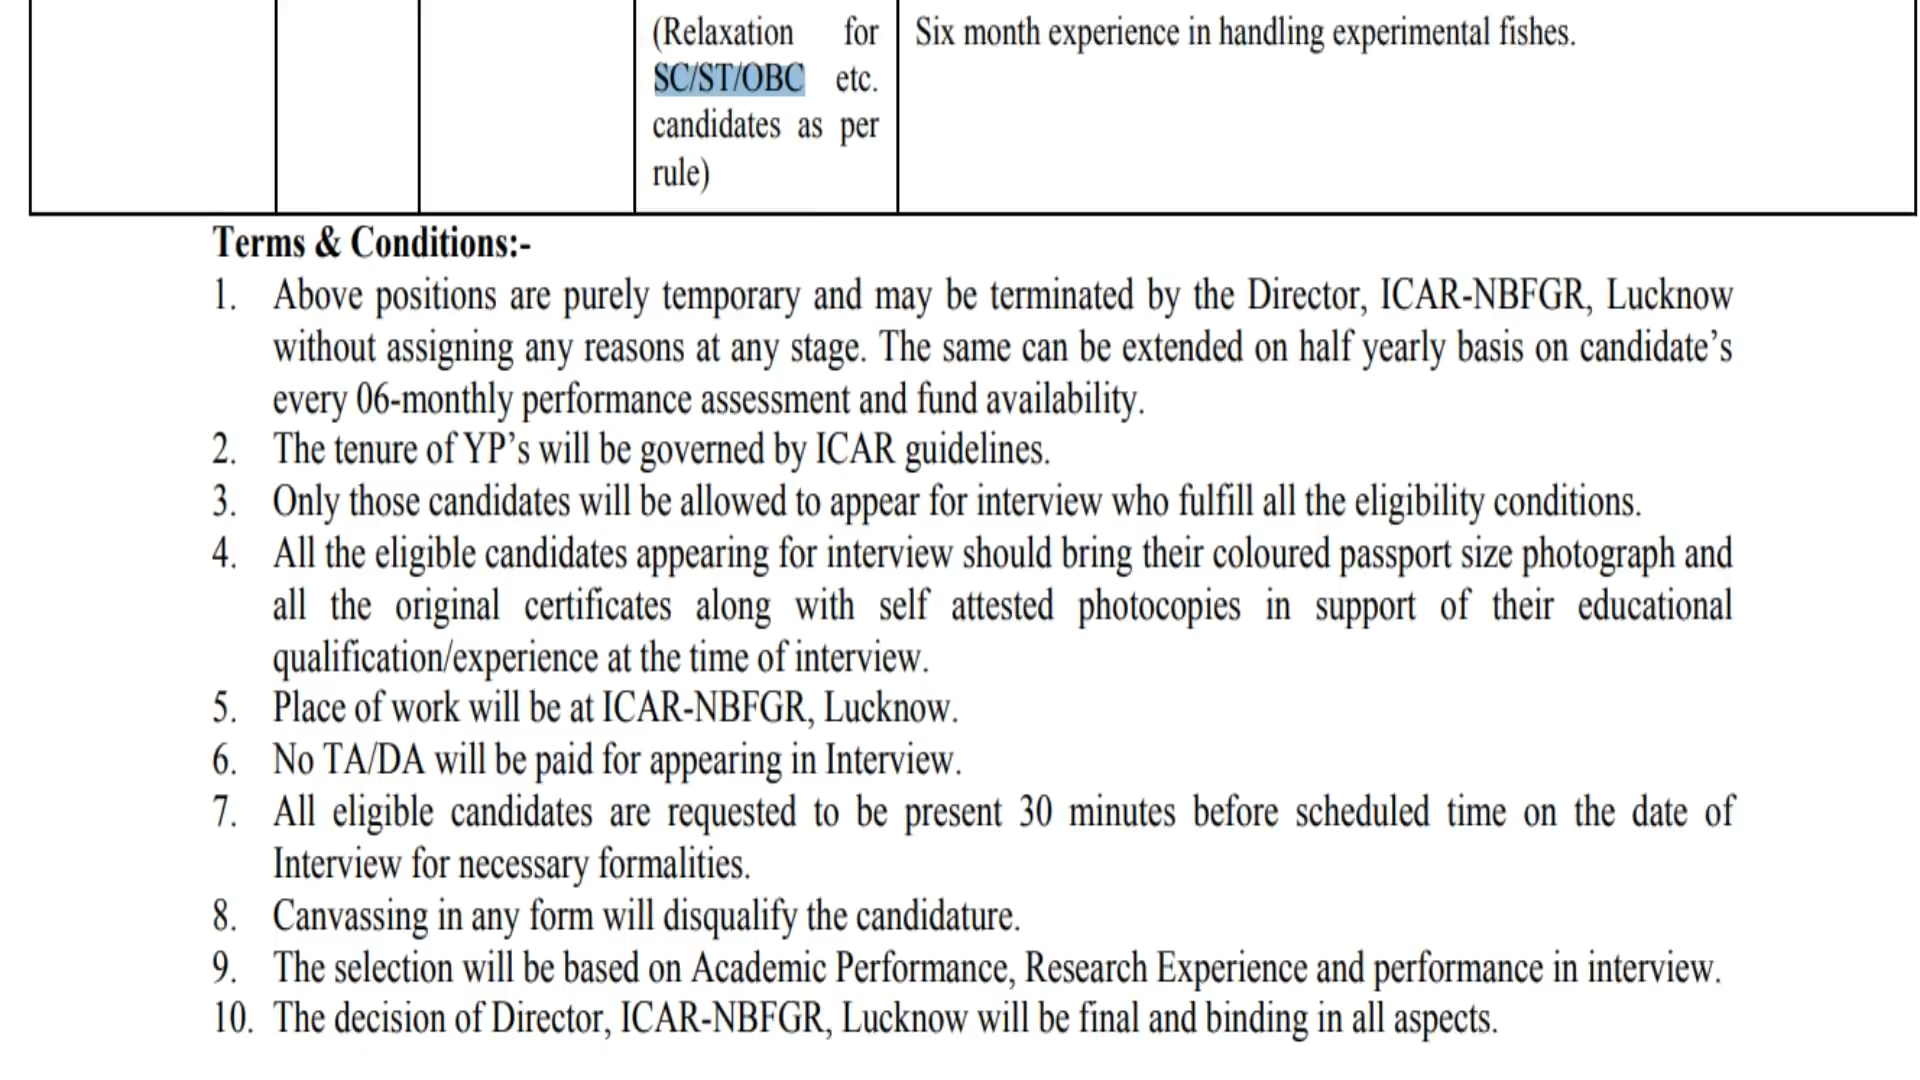 (Relaxation for
SC/ST/OBC etc.
candidates as per
rule)
Six month experience in handling experimental fishes.
Terms & Conditions:-
1. Above positions are purely temporary and may be terminated by the Director, ICAR-NBFGR, Lucknow
without assigning any reasons at any stage. The same can be extended on half yearly basis on candidate’s
every 06-monthly performance assessment and fund availability.
2. The tenure of YP’s will be governed by ICAR guidelines.
3. Only those candidates will be allowed to appear for interview who fulfill all the eligibility conditions.
4. All the eligible candidates appearing for interview should bring their coloured passport size photograph and
all the original certificates along with self attested photocopies in support of their educational
qualification/experience at the time of interview.
5. Place of work will be at ICAR-NBFGR, Lucknow.
6. No TA/DA will be paid for appearing in Interview.
7. All eligible candidates are requested to be present 30 minutes before scheduled time on the date of
Interview for necessary formalities.
8. Canvassing in any form will disqualify the candidature.
9. The selection will be based on Academic Performance, Research Experience and performance in interview.
10. The decision of Director, ICAR-NBFGR, Lucknow will be final and binding in all aspects.